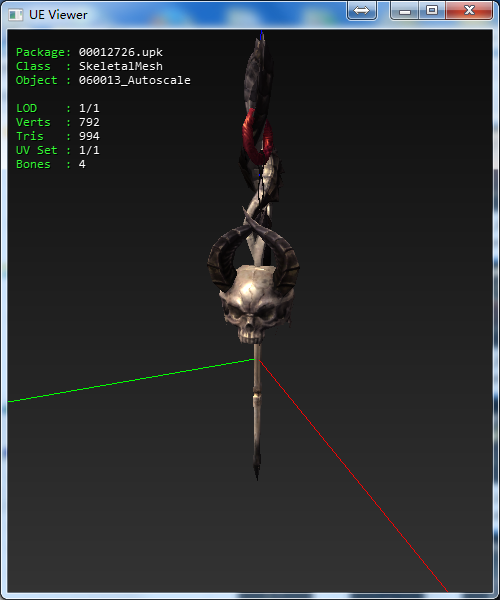 UE Viewer
Package: 00012726.upk
Class : SkeletalMesh
Object : 060013_Autoscale
LOD : 1/1
Verts : 792
Tris : 994
UV Set : 1/1
Bones : 4